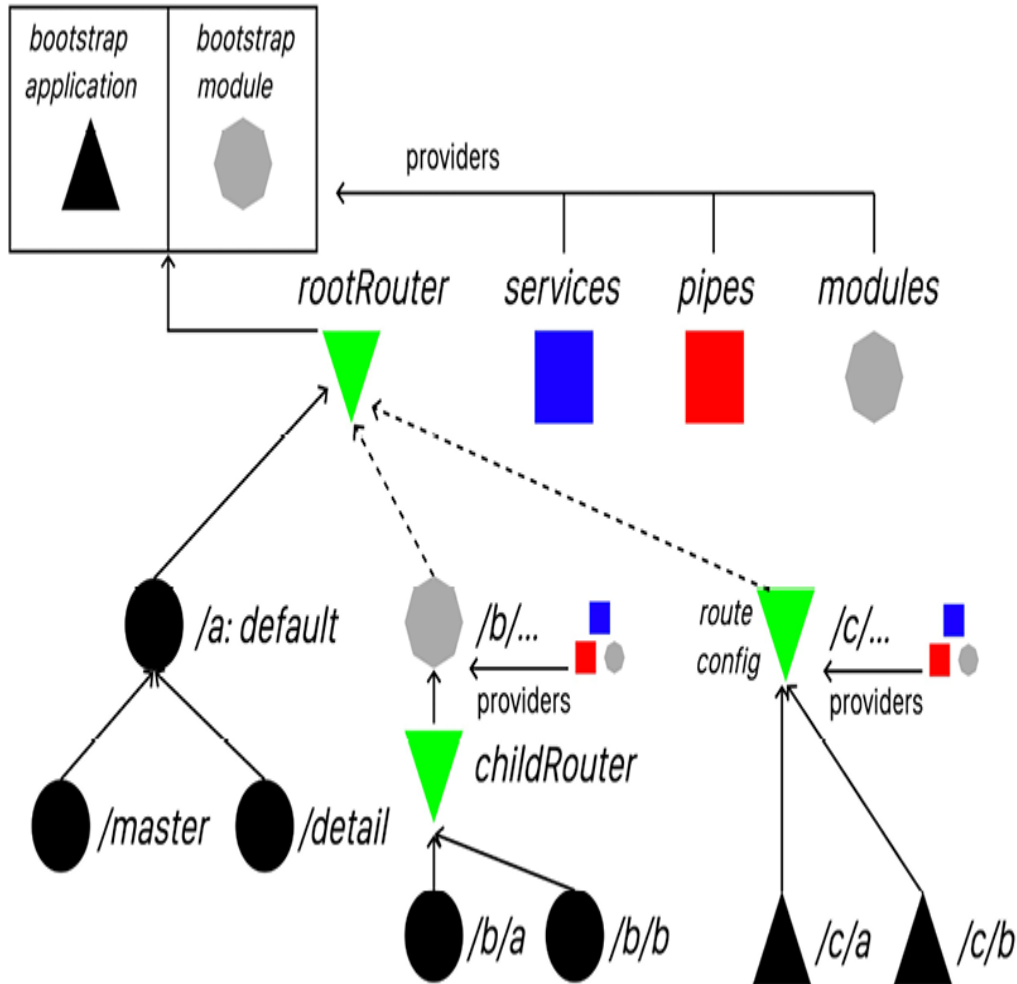 bootstrap
application
bootstrap
module
providers
rootRouter
services
pipes
modules
/a: default
/b/...
providers
route
config
/c/...
providers
childRouter
/master
/detail
/b/a
/b/b
/c/a
/c/b